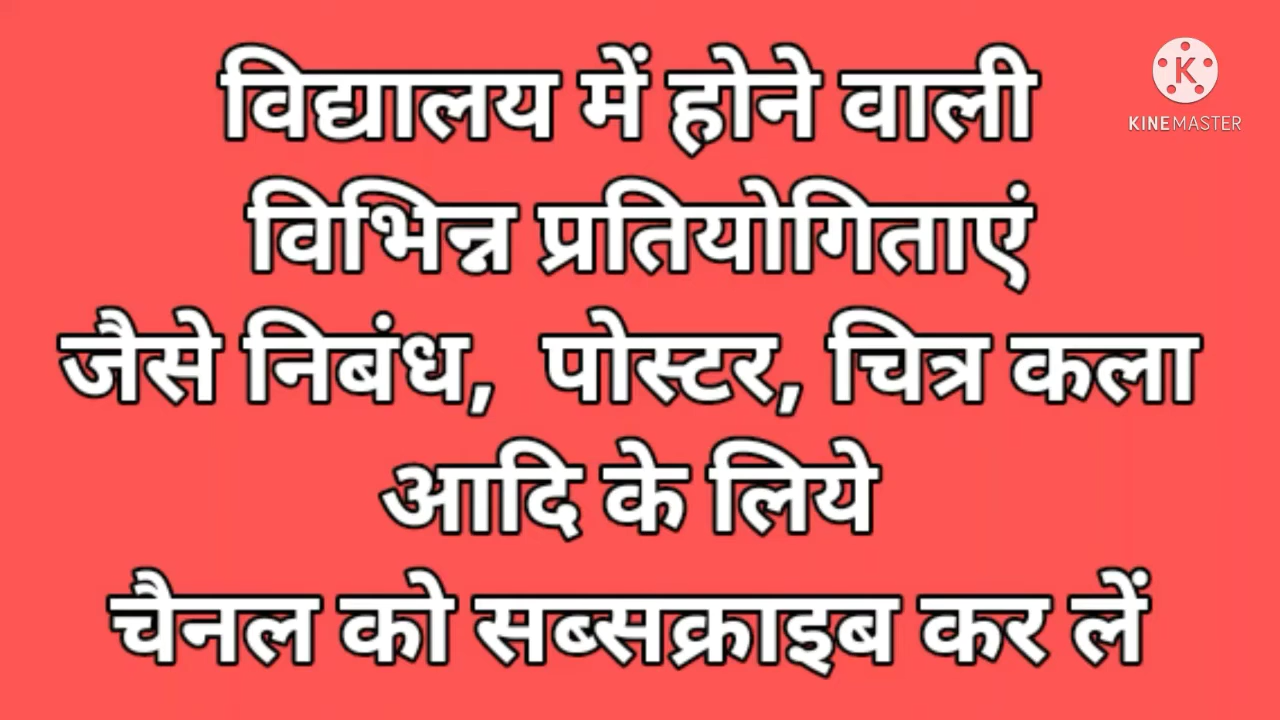 विद्यालय में होने वाली
K
KINEMASTER
विभिन्न प्रतियोगिताएं
जैसे निबंध, पोस्टर, चित्र कला
आदि के लिये
चैनल को सब्सक्राइब कर लें